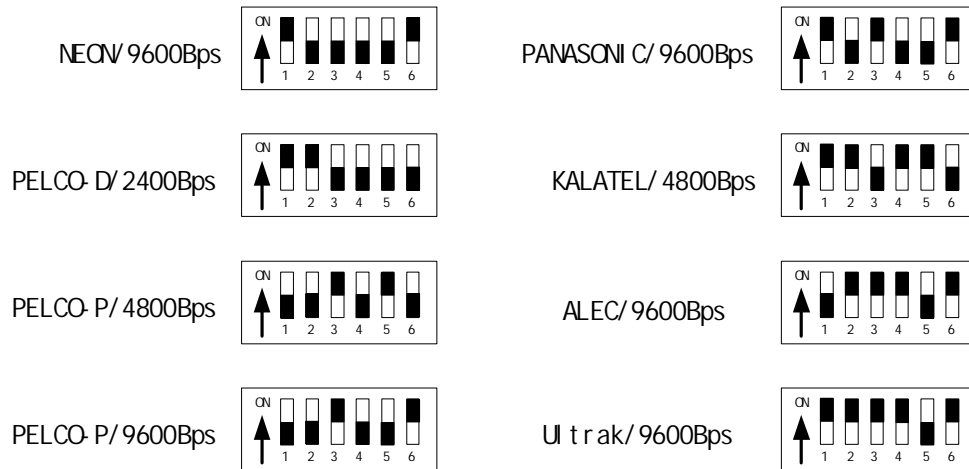 NEON/9600Bps
ON
1 2 3 4 5 6
PANASONIC/9600Bps
ON
1 2 3 4 5 6
PELCO-D/2400Bps
ON
1 2 3 4 5 6
KALATEL/4800Bps
ON
1 2 3 4 5 6
PELCO-P/4800Bps
ON
1 2 3 4 5 6
ALEC/9600Bps
ON
1 2 3 4 5 6
PELCO-P/9600Bps
ON
1 2 3 4 5 6
Ultrak/9600Bps
ON
1 2 3 4 5 6